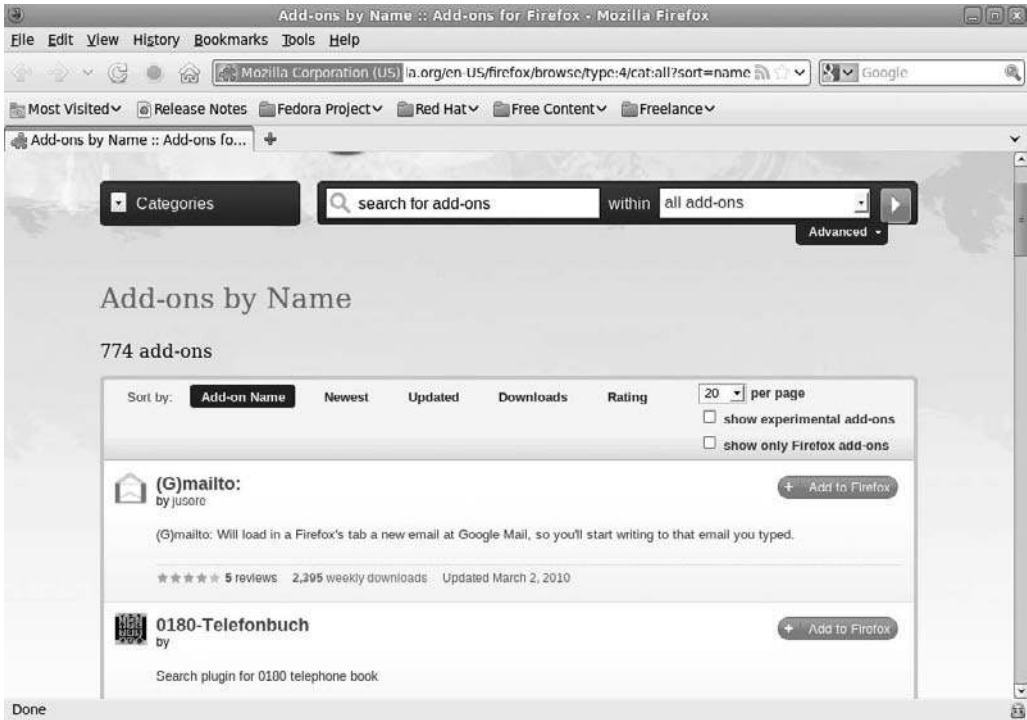 Add-ons by Name :: Add-ons for Firefox - Mozilla Firefox
File Edit View History Bookmarks Tools Help
Mozilla Corporation (US) la.org/en-US/firefox/browse/type:4/cat:all?sort=name Google
Most Visited Release Notes Fedora Project Red Hat Free Content Freelance
Add-ons by Name :: Add-ons fo...
Categories search for add-ons within all add-ons
Advanced
Add-ons by Name
774 add-ons
Sort by: Add-on Name Newest Updated Downloads Rating 20 per page
show experimental add-ons
show only Firefox add-ons
(G)mailto: Add to Firefox
by jusore
(G)mailto: Will load in a Firefox's tab a new email at Google Mail, so you'll start writing to that email you typed.
5 reviews 2,395 weekly downloads Updated March 2, 2010
0180-Telefonbuch Add to Firefox
by
Search plugin for 0180 telephone book
Done